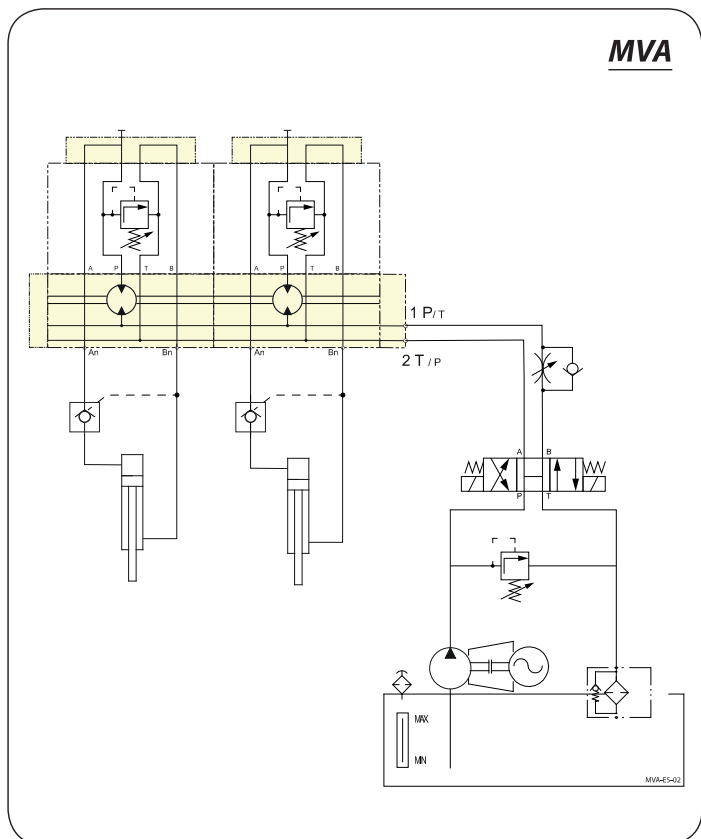 MVA
A P T B A P T B
1 P/T
2 T/P
An Bn An Bn
A B
P T
MAX
MIN
MVA-ES-02